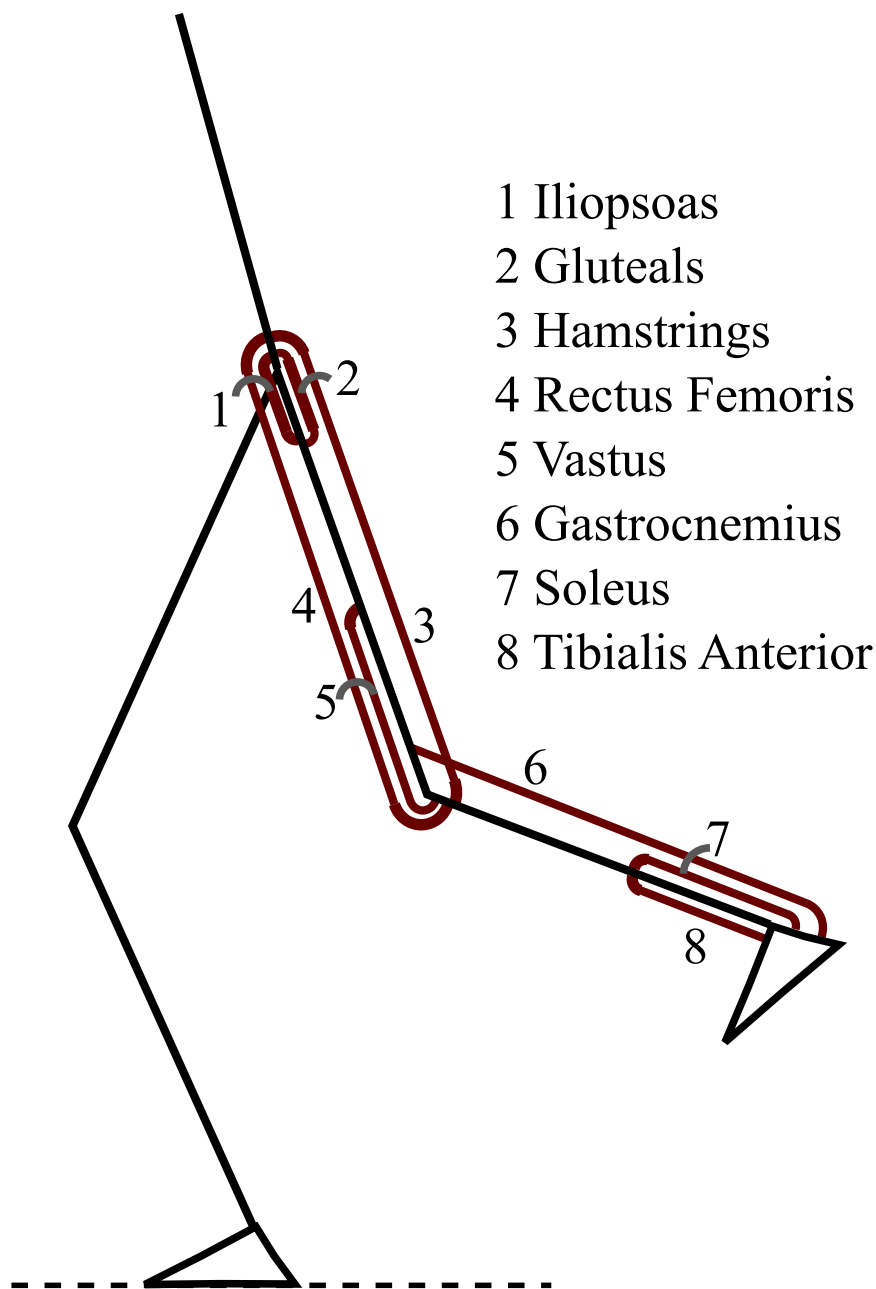 1 Iliopsoas
2 Gluteals
3 Hamstrings
4 Rectus Femoris
5 Vastus
6 Gastrocnemius
7 Soleus
8 Tibialis Anterior
1
2
4
3
5
6
7
8